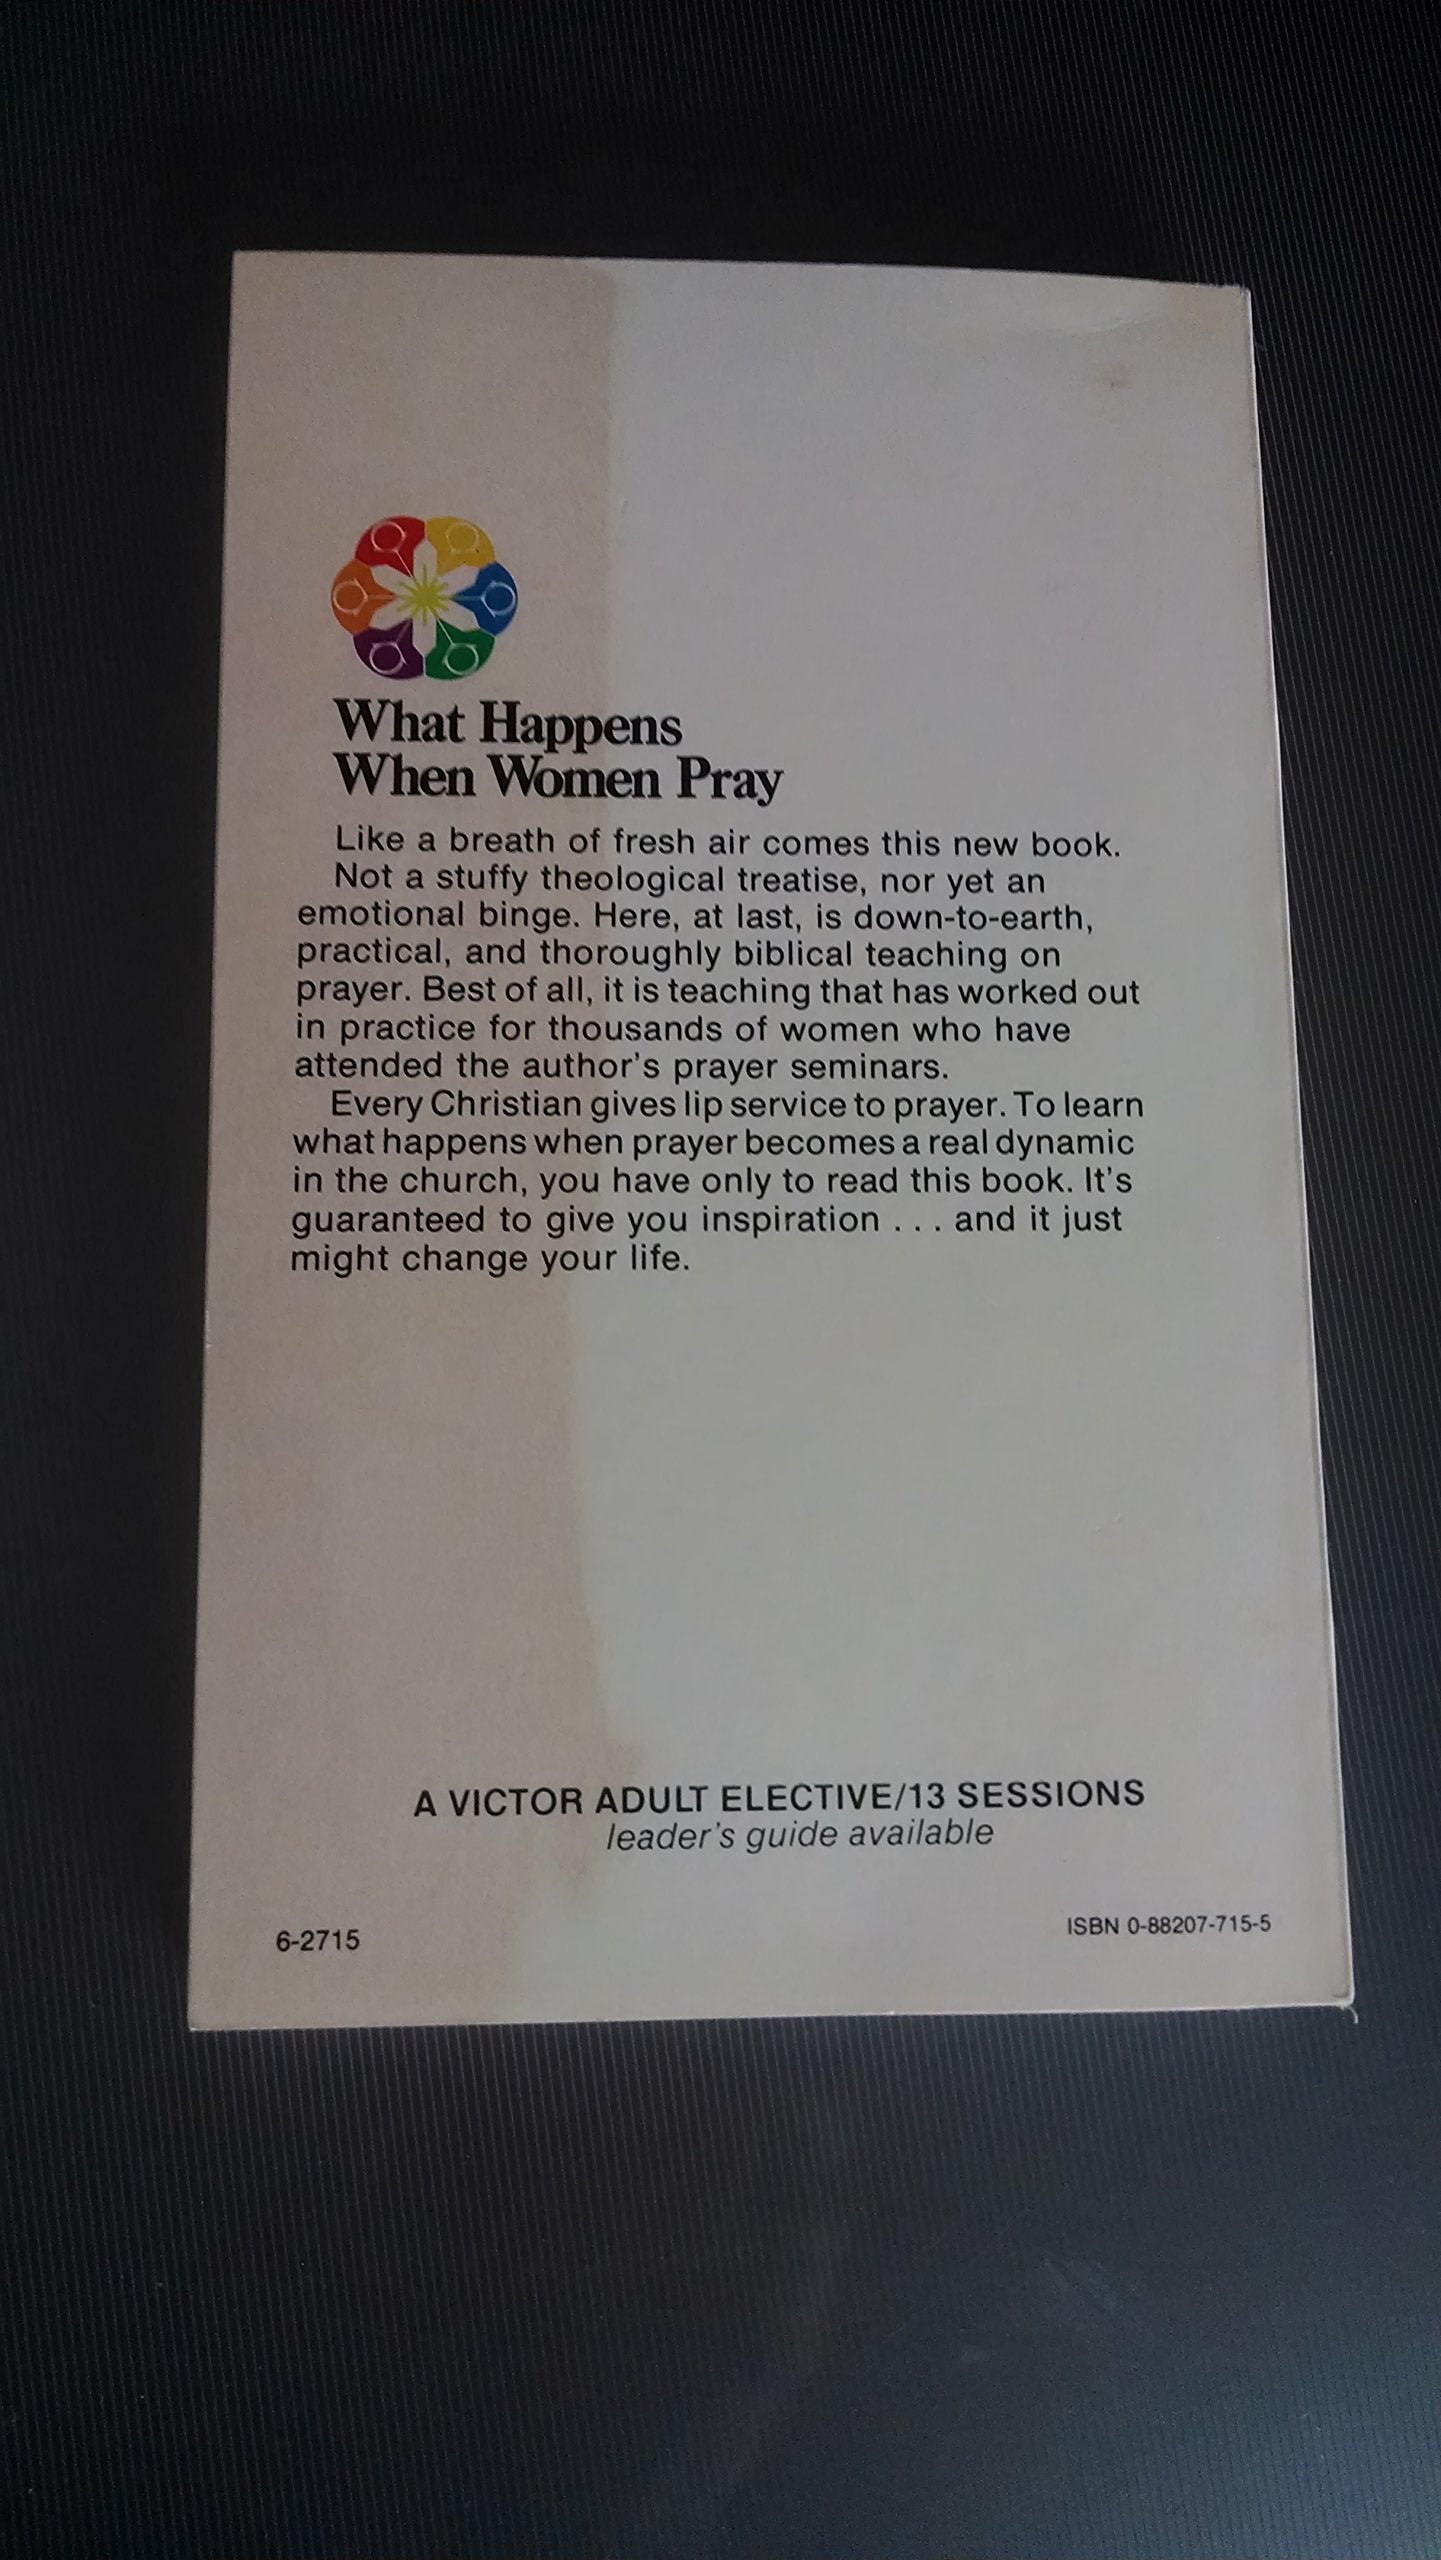 What Happens
When Women Pray
Like a breath of fresh air comes this new book.
Not a stuffy theological treatise, nor yet an
emotional binge. Here, at last, is down-to-earth,
practical, and thoroughly biblical teaching on
prayer. Best of all, it is teaching that has worked out
in practice for thousands of women who have
attended the author's prayer seminars.
Every Christian gives lip service to prayer. To learn
what happens when prayer becomes a real dynamic
in the church, you have only to read this book. It's
guaranteed to give you inspiration . . . and it just
might change your life.
A VICTOR ADULT ELECTIVE/13 SESSIONS
leader's guide available
6-2715
ISBN 0-88207-715-5